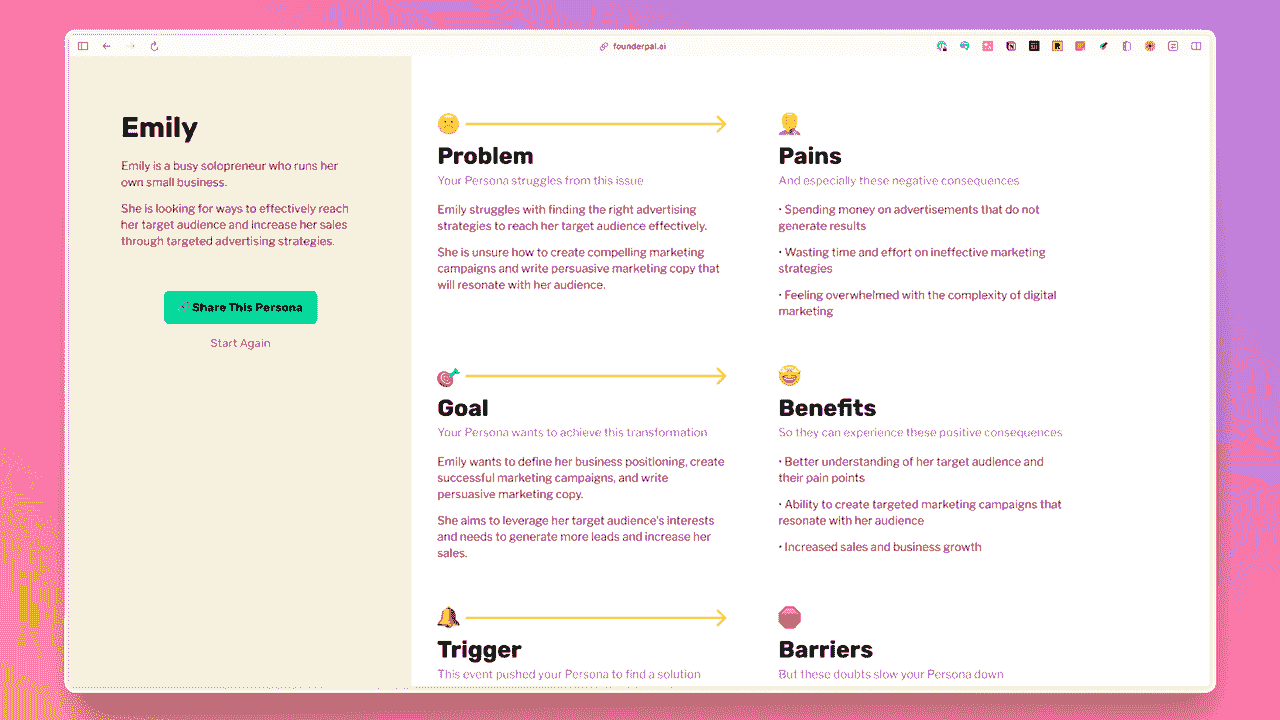 founderpal.ai
Emily
Emily is a busy solopreneur who runs her
own small business.
She is looking for ways to effectively reach
her target audience and increase her sales
through targeted advertising strategies.
Share This Persona
Start Again
Problem
Your Persona struggles from this issue
Emily struggles with finding the right advertising
strategies to reach her target audience effectively.
She is unsure how to create compelling marketing
campaigns and write persuasive marketing copy that
will resonate with her audience.
Pains
And especially these negative consequences
• Spending money on advertisements that do not
generate results
• Wasting time and effort on ineffective marketing
strategies
• Feeling overwhelmed with the complexity of digital
marketing
Goal
Your Persona wants to achieve this transformation
Emily wants to define her business positioning, create
successful marketing campaigns, and write
persuasive marketing copy.
She aims to leverage her target audience's interests
and needs to generate more leads and increase her
sales.
Benefits
So they can experience these positive consequences
• Better understanding of her target audience and
their pain points
• Ability to create targeted marketing campaigns that
resonate with her audience
• Increased sales and business growth
Trigger
This event pushed your Persona to find a solution
Barriers
But these doubts slow your Persona down